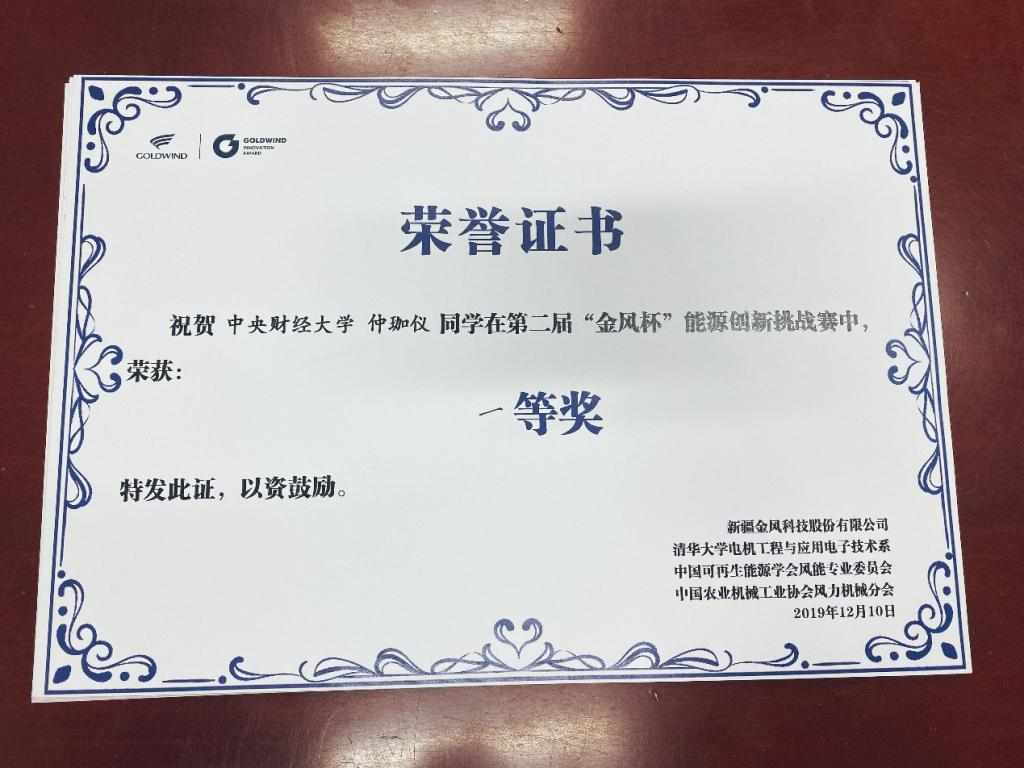 GOLDWIND
GOLDWIND
INNOVATION
AWARD
荣誉证书
祝贺 中央财经大学 仲珈仪 同学在第二届“金风杯”能源创新挑战赛中，
荣获：
一等奖
特发此证，以资鼓励。
新疆金风科技股份有限公司
清华大学电机工程与应用电子技术系
中国可再生能源学会风能专业委员会
中国农业机械工业协会风力机械分会
2019年12月10日